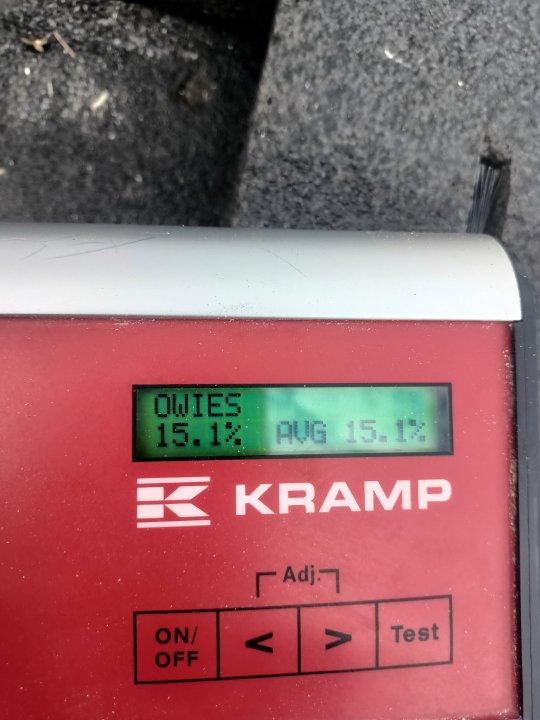 OWIES
15.1% AVG 15.1%
KRAMP
Adj.
ON/
OFF < > Test